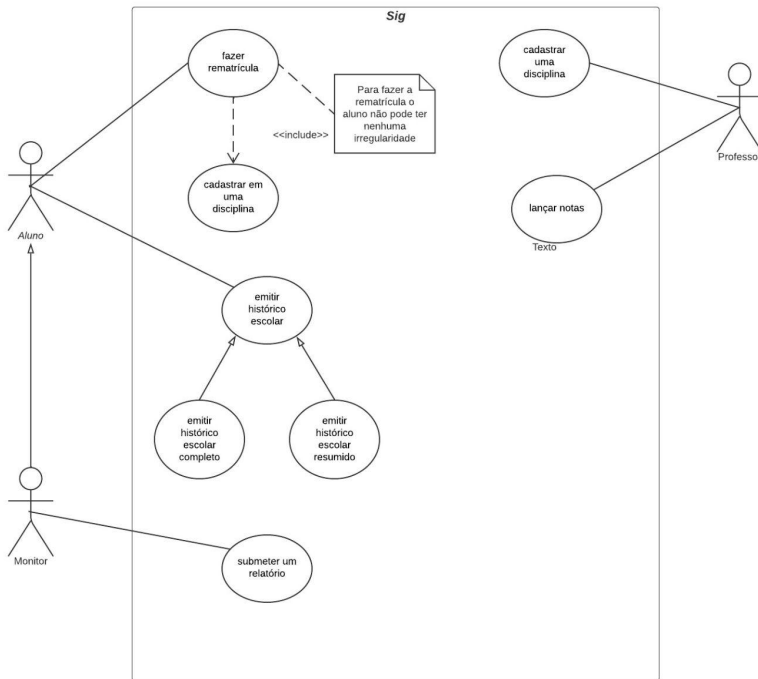 Sig
fazer
rematrícula
Para fazer a
rematrícula o
aluno não pode ter
nenhuma
irregularidade
<<include>>
cadastrar
uma
disciplina
Professo
cadastrar em
uma
disciplina
lançar notas
Texto
Aluno
emitir
histórico
escolar
emitir
histórico
escolar
completo
emitir
histórico
escolar
resumido
Monitor
submeter um
relatório